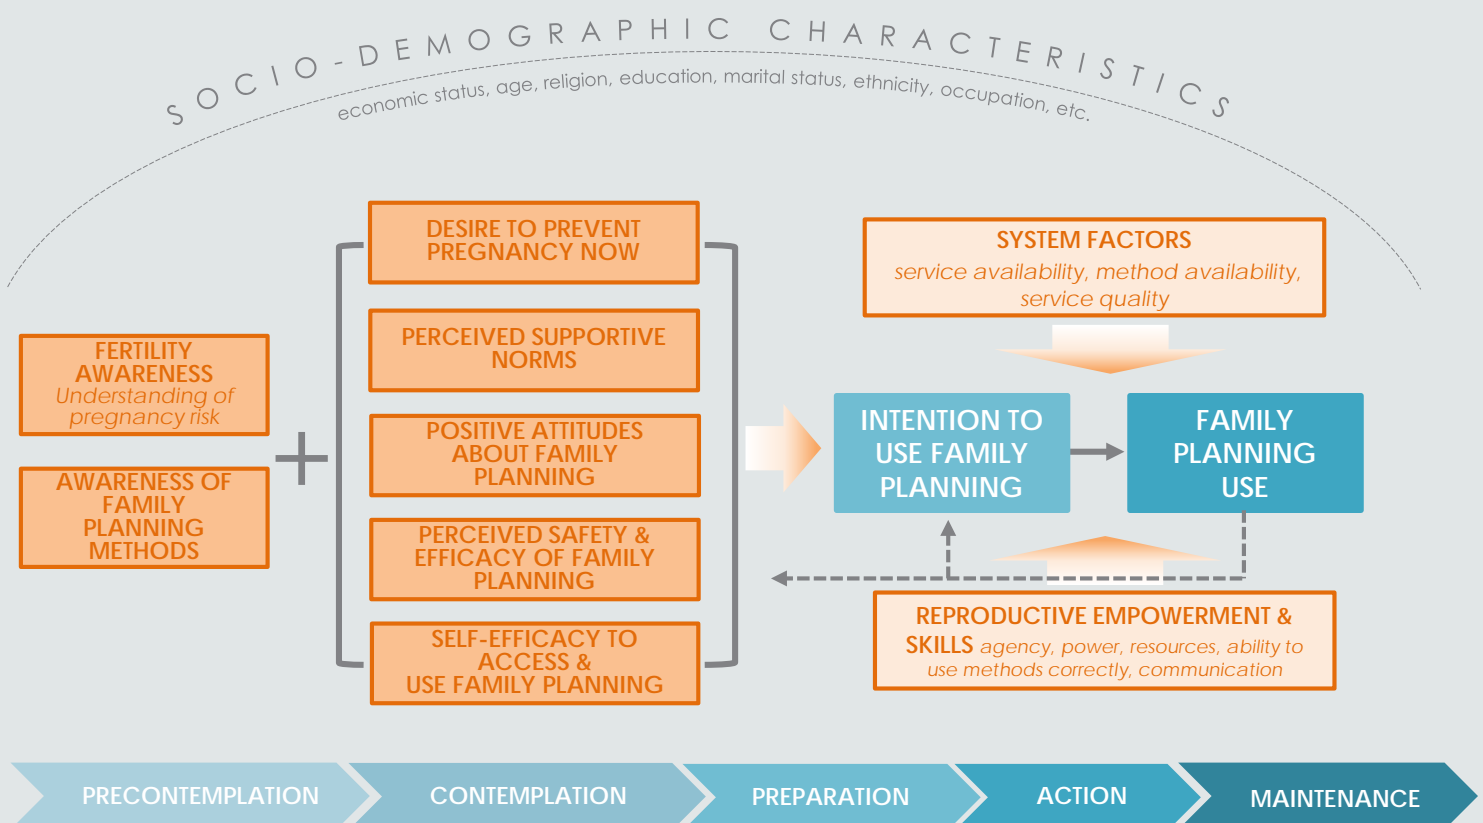 SOCIO-DEMOGRAPHIC CHARACTERISTICS
economic status, age, religion, education, marital status, ethnicity, occupation, etc.
FERTILITY
AWARENESS
Understanding of
pregnancy risk
AWARENESS OF
FAMILY
PLANNING
METHODS
DESIRE TO PREVENT
PREGNANCY NOW
PERCEIVED SUPPORTIVE
NORMS
POSITIVE ATTITUDES
ABOUT FAMILY
PLANNING
PERCEIVED SAFETY &
EFFICACY OF FAMILY
PLANNING
SELF-EFFICACY TO
ACCESS &
USE FAMILY PLANNING
SYSTEM FACTORS
service availability, method availability,
service quality
INTENTION TO
USE FAMILY
PLANNING
FAMILY
PLANNING
USE
REPRODUCTIVE EMPOWERMENT &
SKILLS agency, power, resources, ability to
use methods correctly, communication
PRECONTEMPLATION
CONTEMPLATION
PREPARATION
ACTION
MAINTENANCE